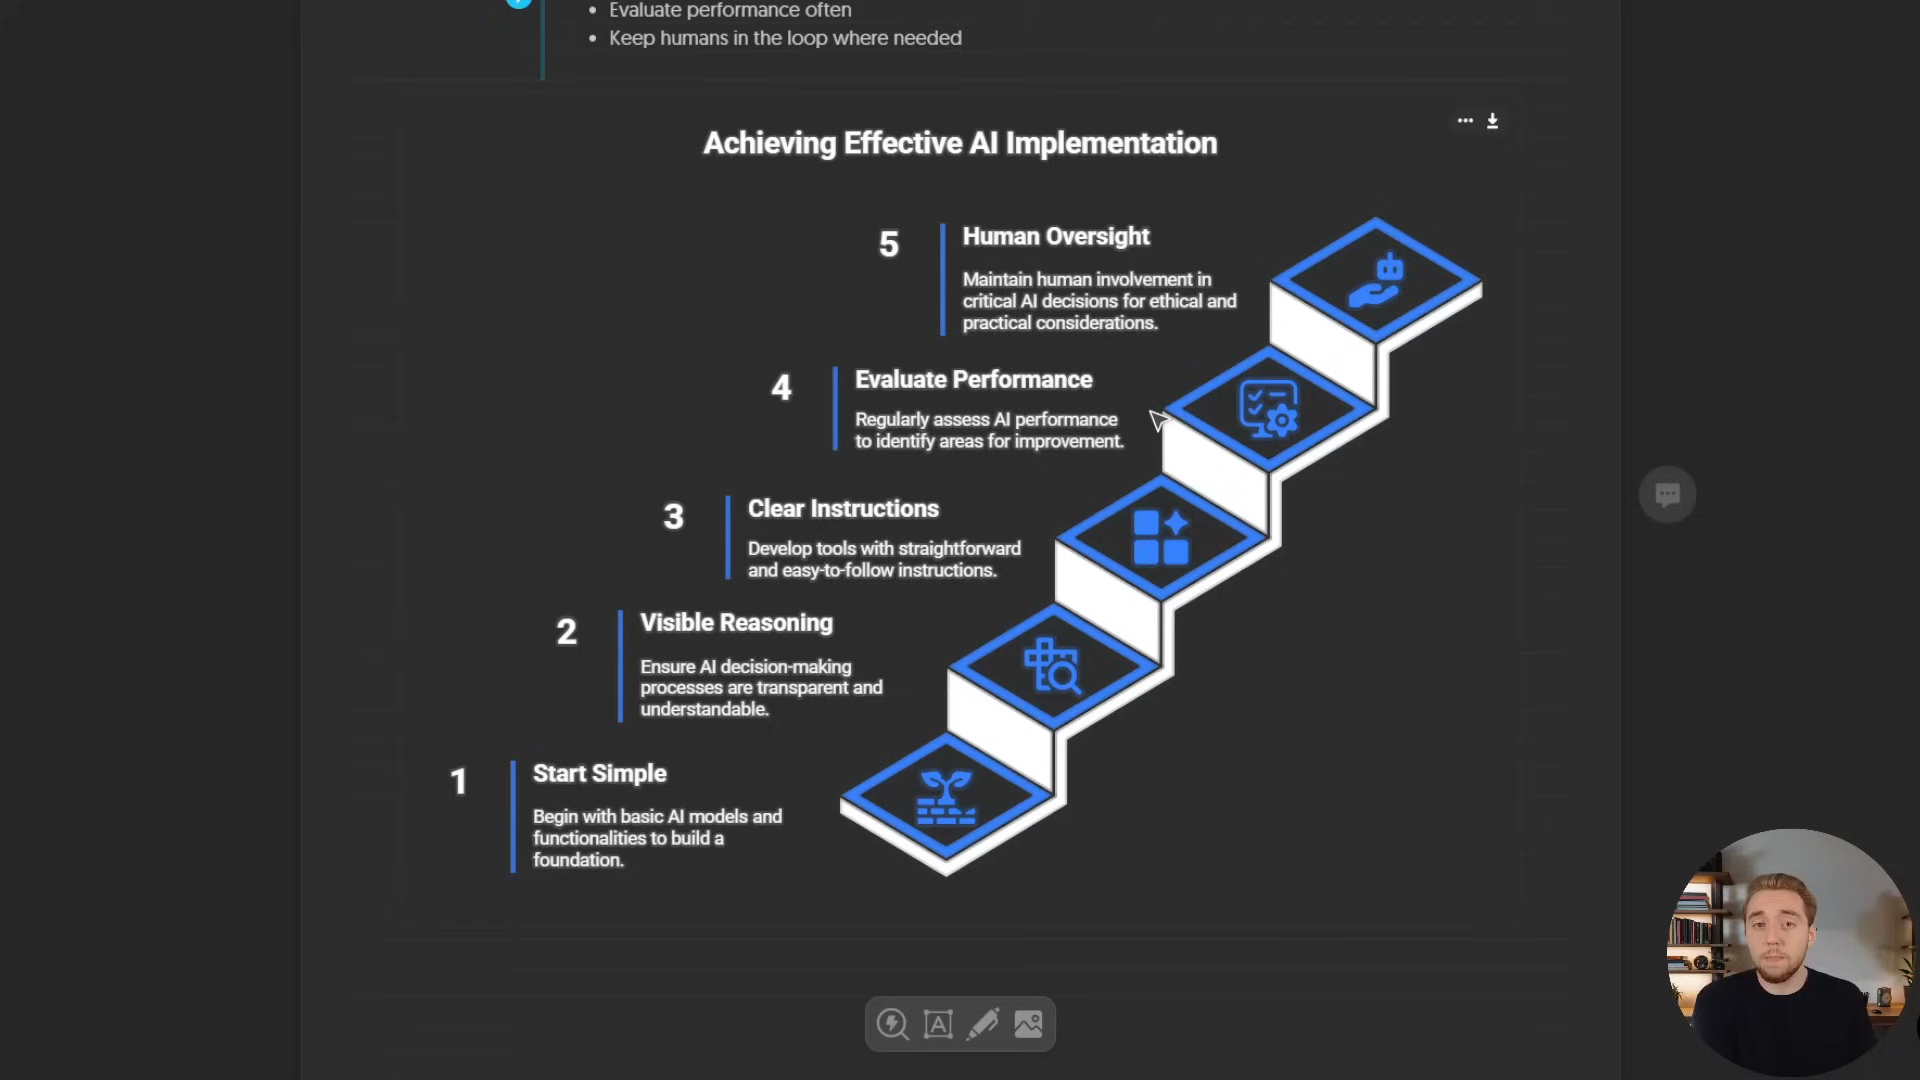 • Evaluate performance often
• Keep humans in the loop where needed
Achieving Effective AI Implementation
5
Human Oversight
Maintain human involvement in
critical AI decisions for ethical and
practical considerations.
4
Evaluate Performance
Regularly assess AI performance
to identify areas for improvement.
3
Clear Instructions
Develop tools with straightforward
and easy-to-follow instructions.
2
Visible Reasoning
Ensure AI decision-making
processes are transparent and
understandable.
1
Start Simple
Begin with basic AI models and
functionalities to build a
foundation.
A